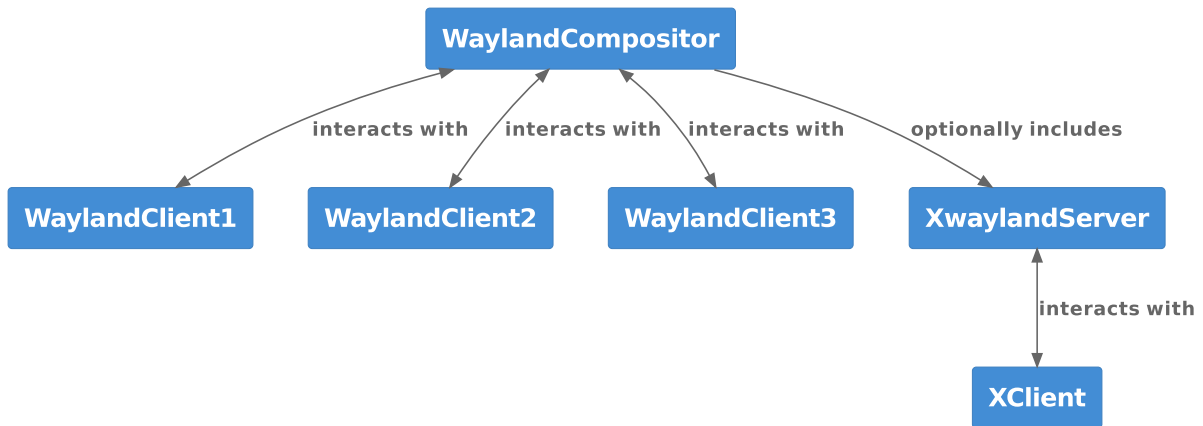 WaylandCompositor
interacts with
interacts with
interacts with
optionally includes
WaylandClient1
WaylandClient2
WaylandClient3
XwaylandServer
interacts with
XClient